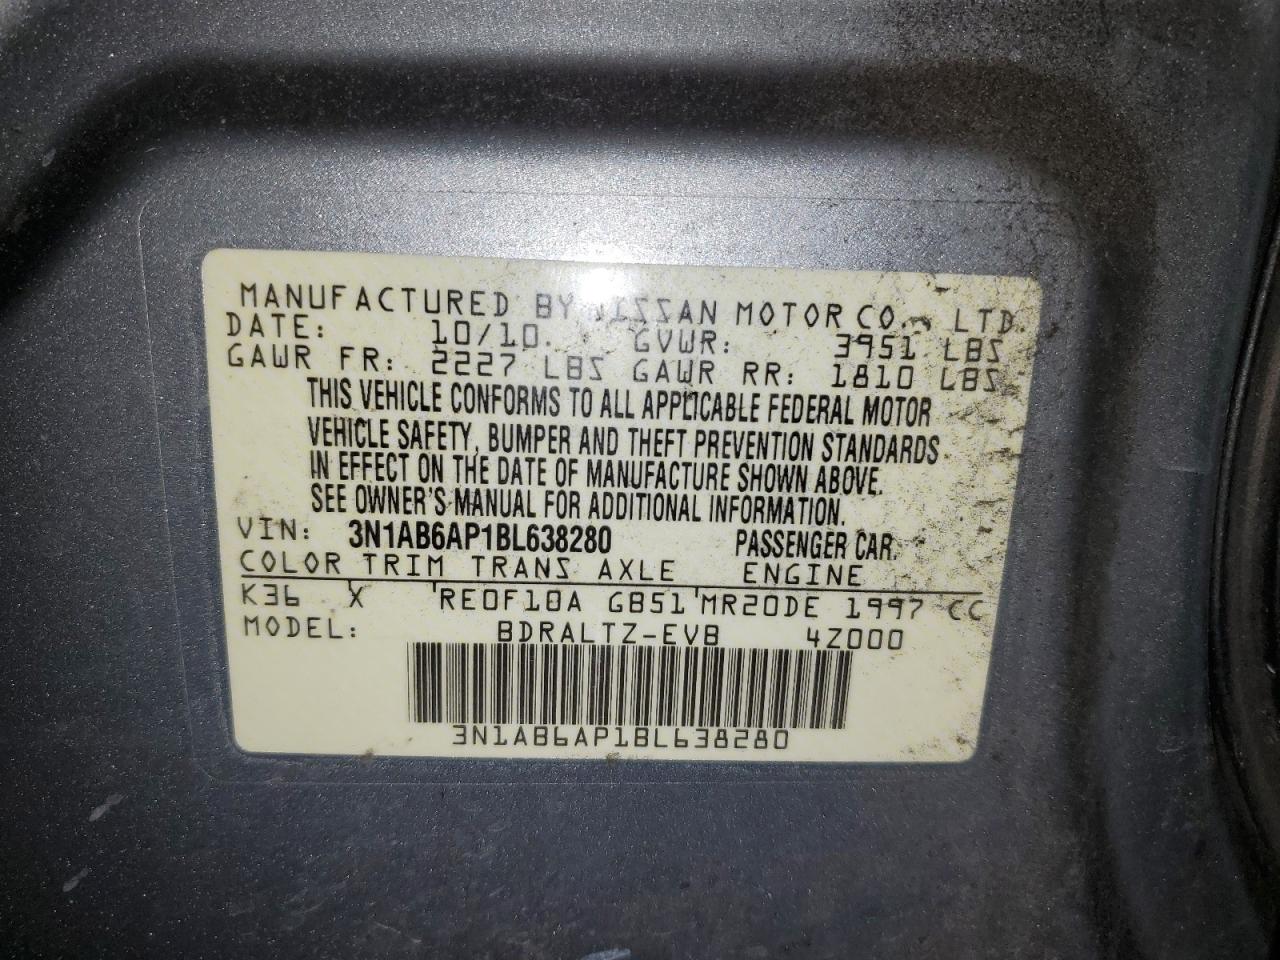 MANUFACTURED BY NISSAN MOTOR CO., LTD.
DATE: 10/10. GVWR: 3951 LBS
GAWR FR: 2227 LBS GAWR RR: 1810 LBS
THIS VEHICLE CONFORMS TO ALL APPLICABLE FEDERAL MOTOR
VEHICLE SAFETY, BUMPER AND THEFT PREVENTION STANDARDS
IN EFFECT ON THE DATE OF MANUFACTURE SHOWN ABOVE.
SEE OWNER'S MANUAL FOR ADDITIONAL INFORMATION.
VIN: 3N1AB6AP1BL638280 PASSENGER CAR.
COLOR TRIM TRANS AXLE ENGINE
K36 X RE0F10A GB51 MR20DE 1997 CC
MODEL: BDRALTZ-EVB 4Z000
3N1AB6AP1BL638280